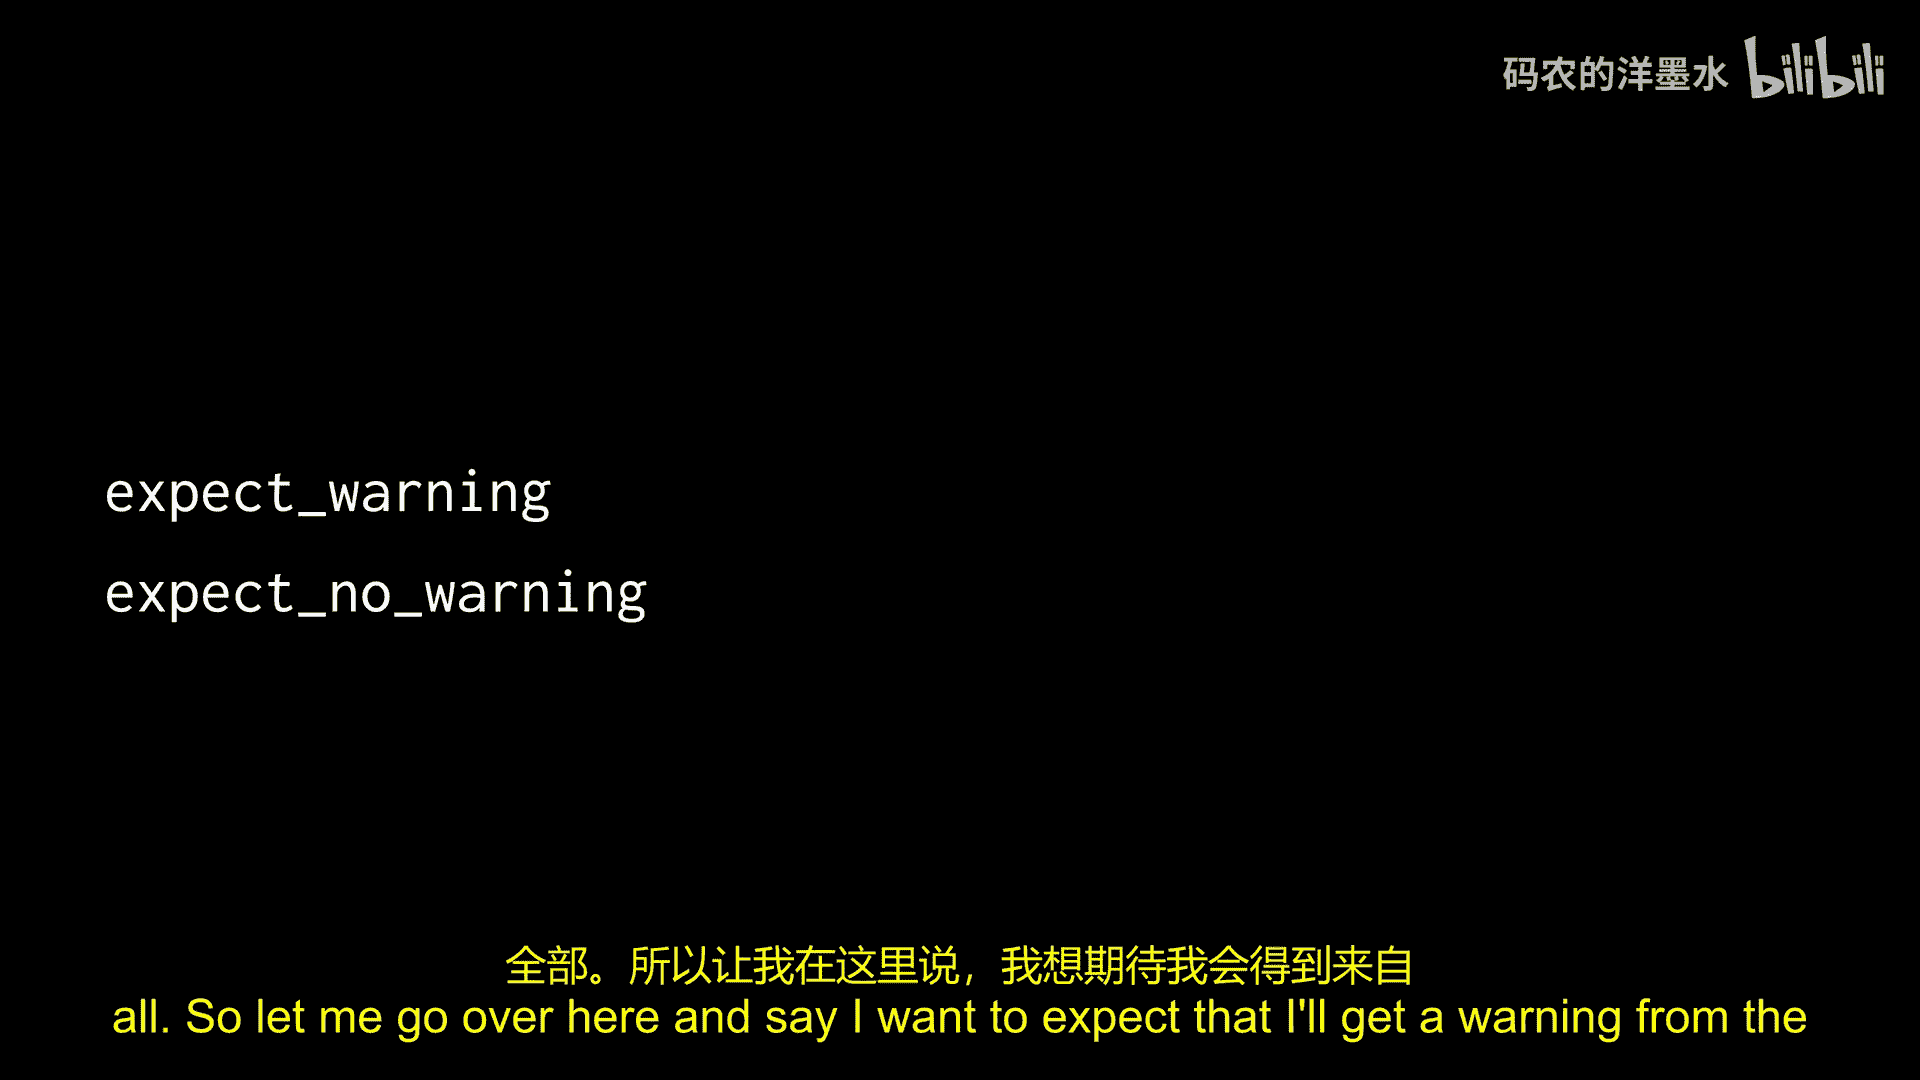 码农的洋墨水 bilibili
expect_warning
expect_no_warning
全部。所以让我在这里说，我想期待我会得到来自
all. So let me go over here and say I want to expect that I'll get a warning from the